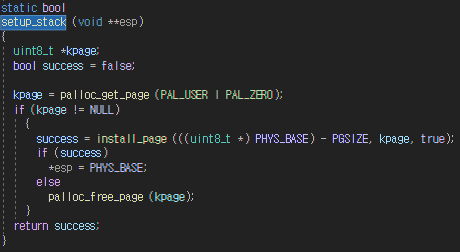 static bool
setup_stack (void **esp)
{
  uint8_t *kpage;
  bool success = false;

  kpage = palloc_get_page (PAL_USER | PAL_ZERO);
  if (kpage != NULL)
    {
      success = install_page (((uint8_t *) PHYS_BASE) - PGSIZE, kpage, true);
      if (success)
        *esp = PHYS_BASE;
      else
        palloc_free_page (kpage);
    }
  return success;
}